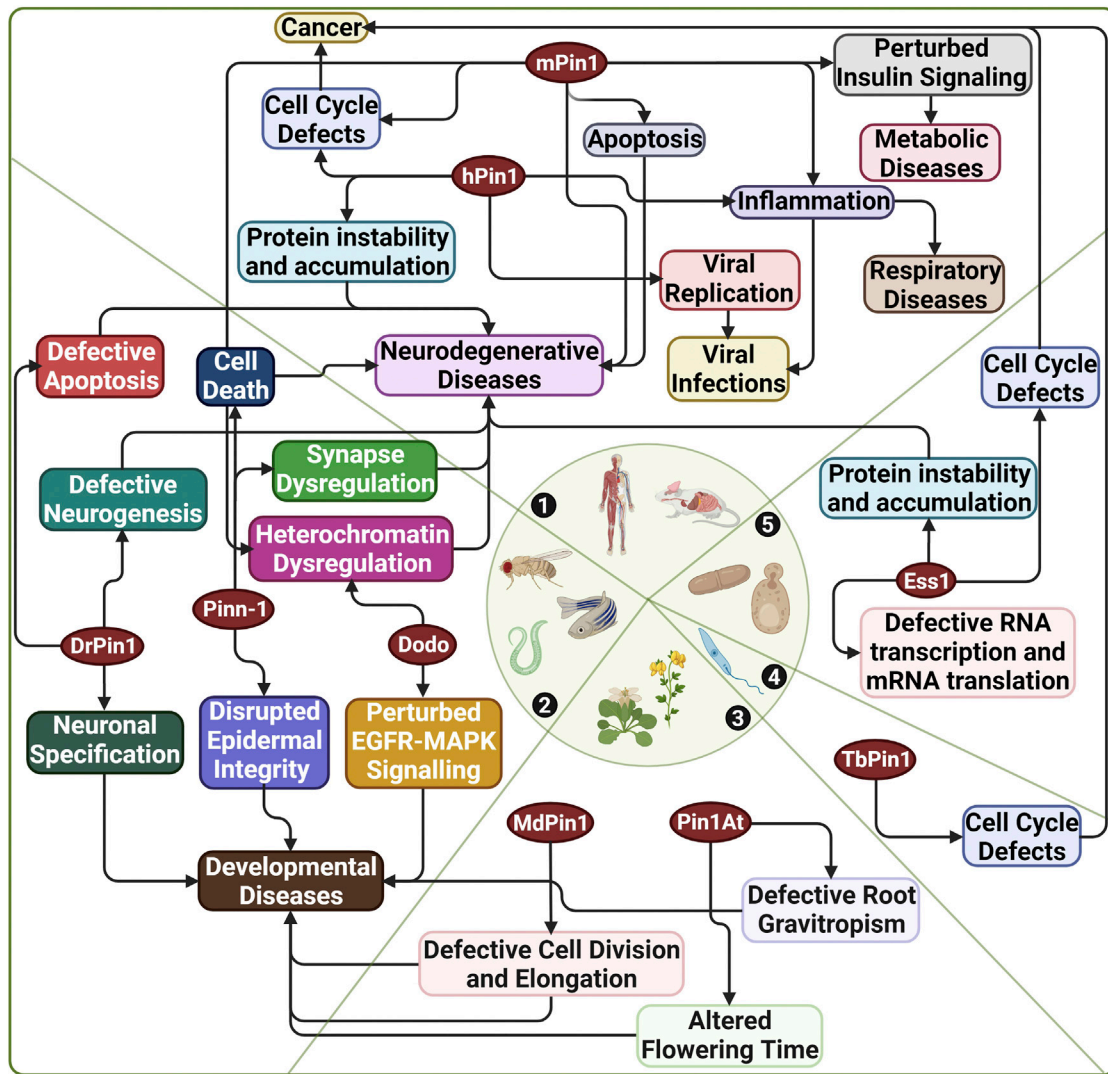 Cancer
mPin1
Perturbed
Insulin Signaling
Cell Cycle
Defects
Apoptosis
Metabolic
Diseases
hPin1
Inflammation
Protein instability
and accumulation
Viral
Replication
Respiratory
Diseases
Defective
Apoptosis
Cell
Death
Neurodegenerative
Diseases
Viral
Infections
Cell Cycle
Defects
Synapse
Dysregulation
Defective
Neurogenesis
Protein instability
and accumulation
Heterochromatin
Dysregulation
1
5
Ess1
Pinn-1
DrPin1
Dodo
Defective RNA
transcription and
mRNA translation
2
3
4
Neuronal
Specification
Disrupted
Epidermal
Integrity
Perturbed
EGFR-MAPK
Signalling
TbPin1
MdPin1
Pin1At
Cell Cycle
Defects
Developmental
Diseases
Defective Root
Gravitropism
Defective Cell Division
and Elongation
Altered
Flowering Time